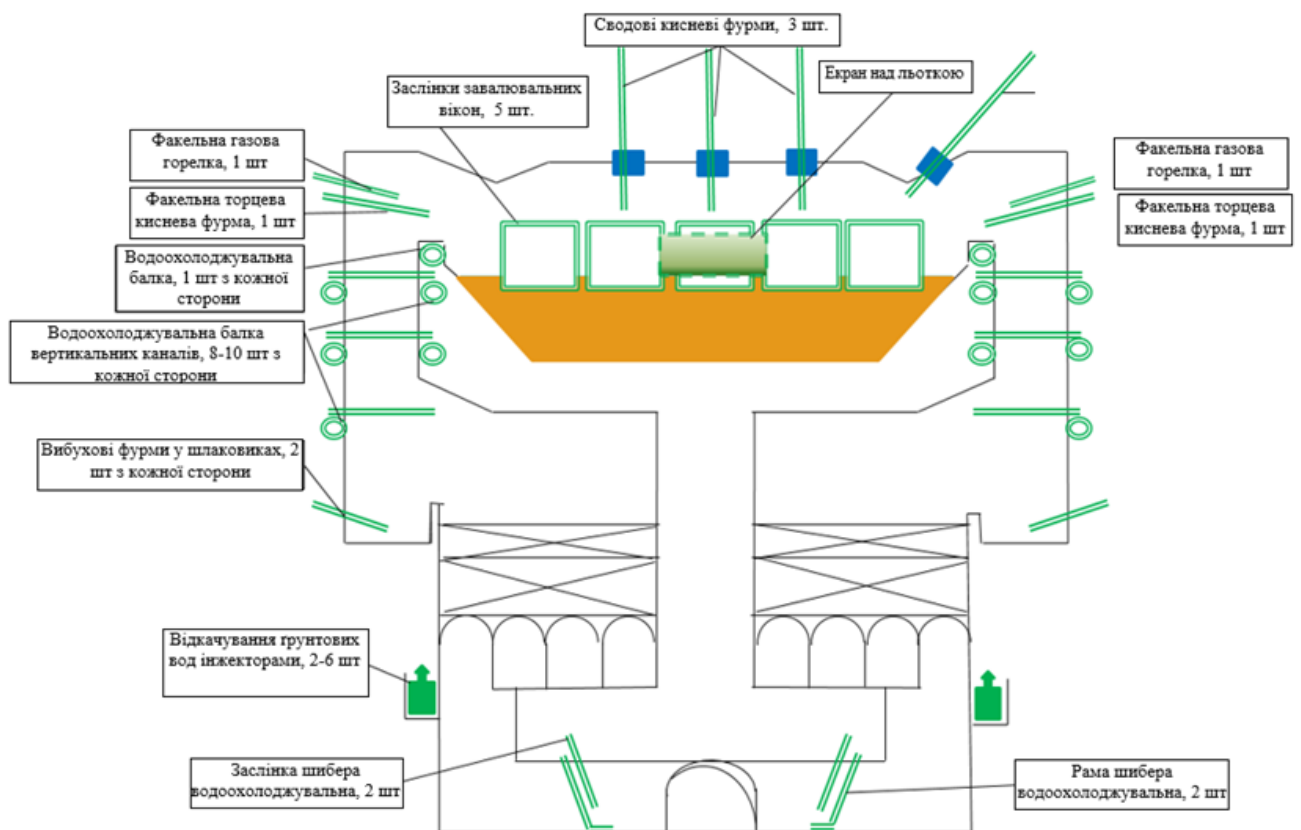 Сводові кисневі фурми, 3 шт.
Екран над льоткою
Заслінки завалювальних
вікон, 5 шт.
Факельна газова
горелка, 1 шт
Факельна торцева
киснева фурма, 1 шт
Водоохолоджувальна
балка, 1 шт з кожної
сторони
Водоохолоджувальна балка
вертикальних каналів, 8-10 шт з
кожної сторони
Вибухові фурми у шлаковиках, 2
шт з кожної сторони
Відкачування ґрунтових
вод інжекторами, 2-6 шт
Заслінка шибера
водоохолоджувальна, 2 шт
Факельна газова
горелка, 1 шт
Факельна торцева
киснева фурма, 1 шт
Рама шибера
водоохолоджувальна, 2 шт